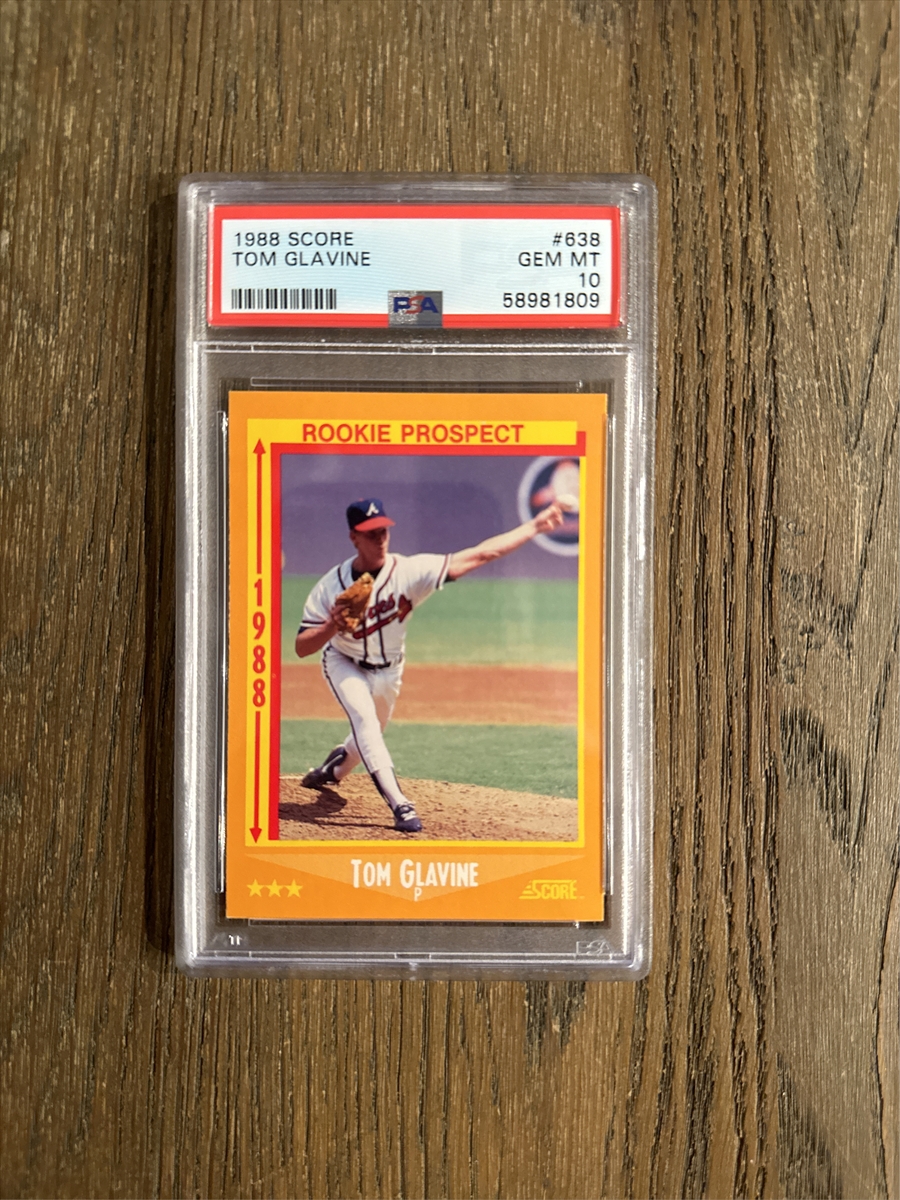 1988 SCORE #638
TOM GLAVINE GEM MT
10
PSA 58981809
ROOKIE PROSPECT
1988
TOM GLAVINE
P
SCORE